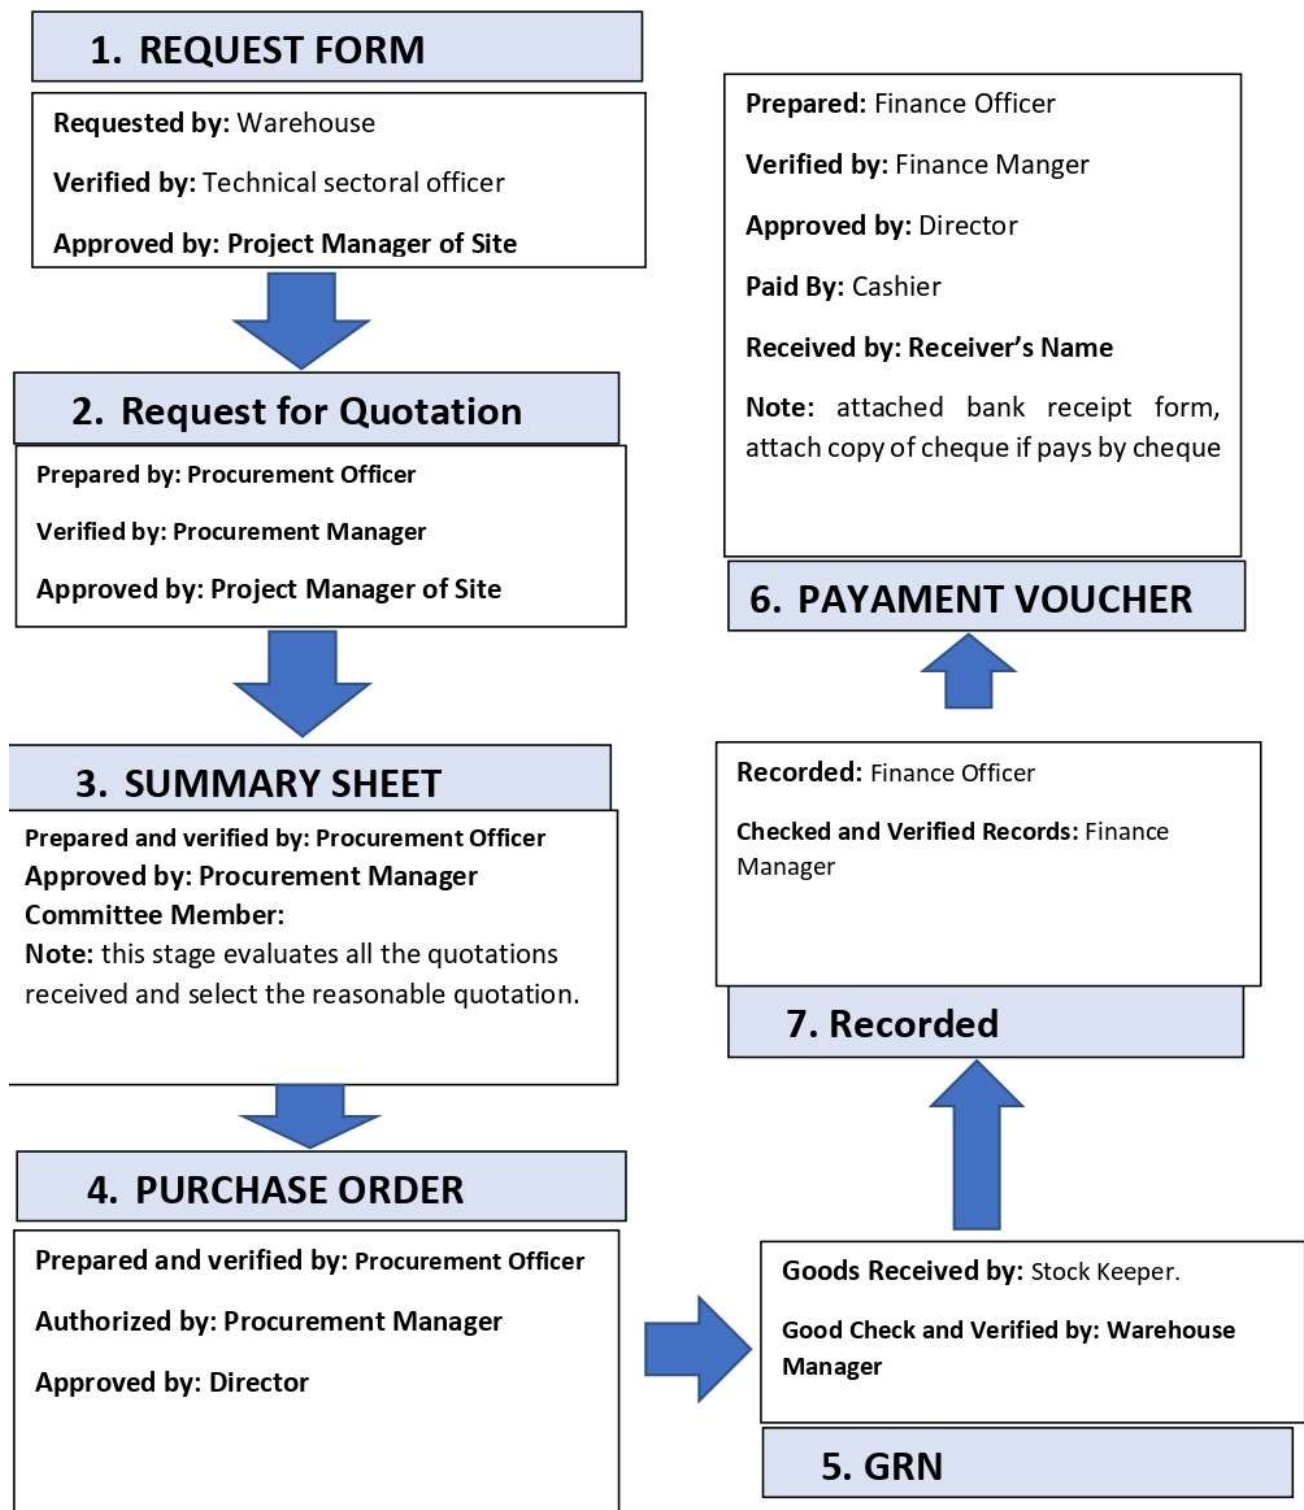 1. REQUEST FORM
Requested by: Warehouse
Verified by: Technical sectoral officer
Approved by: Project Manager of Site
2. Request for Quotation
Prepared by: Procurement Officer
Verified by: Procurement Manager
Approved by: Project Manager of Site
3. SUMMARY SHEET
Prepared and verified by: Procurement Officer
Approved by: Procurement Manager
Committee Member:
Note: this stage evaluates all the quotations
received and select the reasonable quotation.
4. PURCHASE ORDER
Prepared and verified by: Procurement Officer
Authorized by: Procurement Manager
Approved by: Director
Goods Received by: Stock Keeper.
Good Check and Verified by: Warehouse
Manager
5. GRN
Recorded: Finance Officer
Checked and Verified Records: Finance
Manager
7. Recorded
Prepared: Finance Officer
Verified by: Finance Manger
Approved by: Director
Paid By: Cashier
Received by: Receiver’s Name
Note: attached bank receipt form,
attach copy of cheque if pays by cheque
6. PAYAMENT VOUCHER